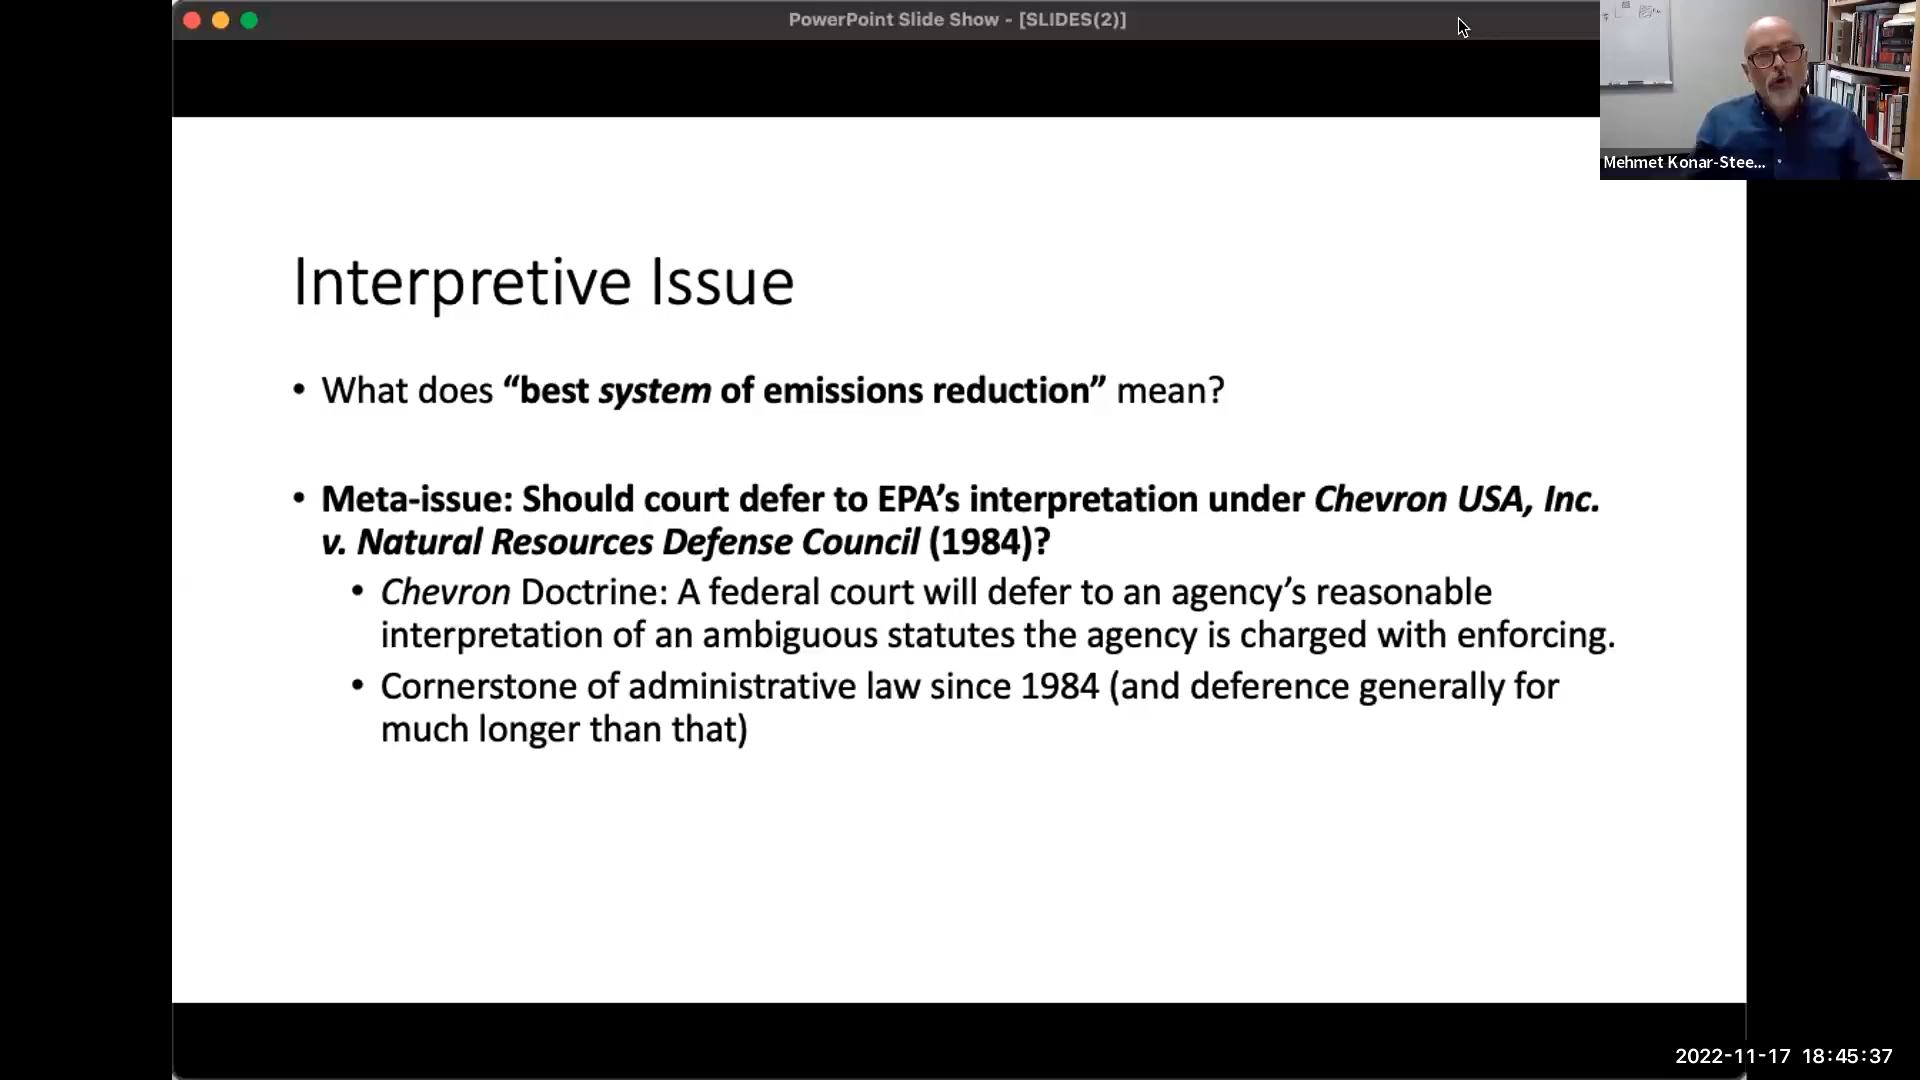 PowerPoint Slide Show - [SLIDES(2)]
Mehmet Konar-Stee...
Interpretive Issue
• What does “best system of emissions reduction” mean?
• Meta-issue: Should court defer to EPA’s interpretation under Chevron USA, Inc.
v. Natural Resources Defense Council (1984)?
• Chevron Doctrine: A federal court will defer to an agency’s reasonable
interpretation of an ambiguous statutes the agency is charged with enforcing.
• Cornerstone of administrative law since 1984 (and deference generally for
much longer than that)
2022-11-17 18:45:37